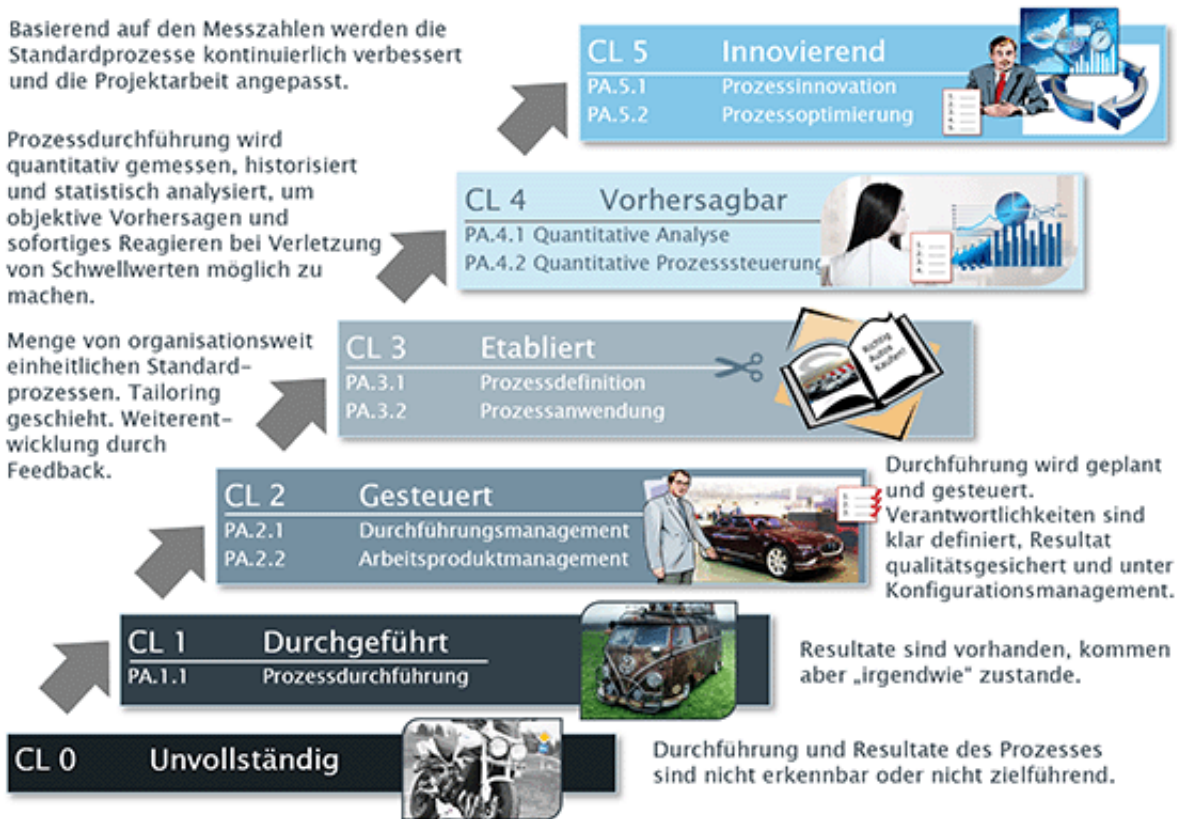 Basierend auf den Messzahlen werden die
Standardprozesse kontinuierlich verbessert
und die Projektarbeit angepasst.
CL 5 Innovierend
PA.5.1 Prozessinnovation
PA.5.2 Prozessoptimierung
Prozessdurchführung wird
quantitativ gemessen, historisiert
und statistisch analysiert, um
objektive Vorhersagen und
sofortiges Reagieren bei Verletzung
von Schwellwerten möglich zu
machen.
CL 4 Vorhersagbar
PA.4.1 Quantitative Analyse
PA.4.2 Quantitative Prozesssteuerung
Menge von organisationsweit
einheitlichen Standard-
prozessen. Tailoring
geschieht. Weiterent-
wicklung durch
Feedback.
CL 3 Etabliert
PA.3.1 Prozessdefinition
PA.3.2 Prozessanwendung
Richtig
Autos
Kaufen!
CL 2 Gesteuert
PA.2.1 Durchführungsmanagement
PA.2.2 Arbeitsproduktmanagement
Durchführung wird geplant
und gesteuert.
Verantwortlichkeiten sind
klar definiert, Resultat
qualitätsgesichert und unter
Konfigurationsmanagement.
CL 1 Durchgeführt
PA.1.1 Prozessdurchführung
Resultate sind vorhanden, kommen
aber „irgendwie“ zustande.
CL 0 Unvollständig
Durchführung und Resultate des Prozesses
sind nicht erkennbar oder nicht zielführend.